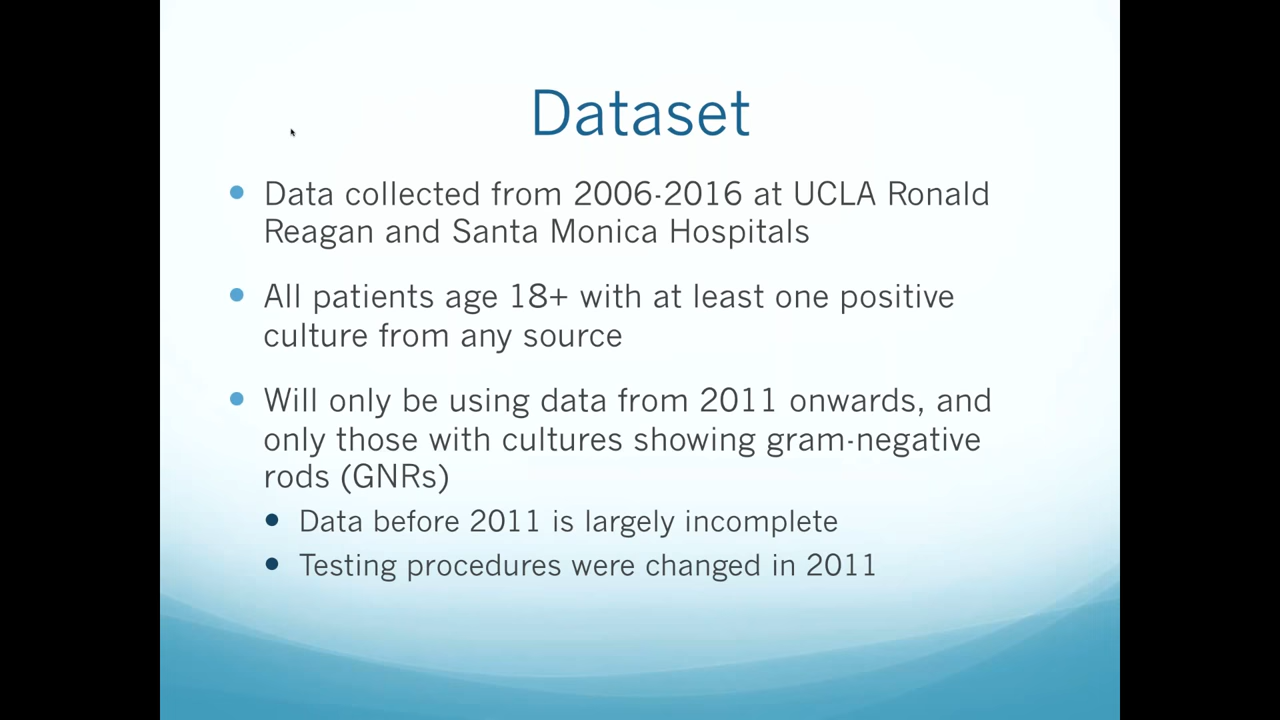 Dataset
Data collected from 2006-2016 at UCLA Ronald
Reagan and Santa Monica Hospitals
All patients age 18+ with at least one positive
culture from any source
Will only be using data from 2011 onwards, and
only those with cultures showing gram-negative
rods (GNRs)
Data before 2011 is largely incomplete
Testing procedures were changed in 2011